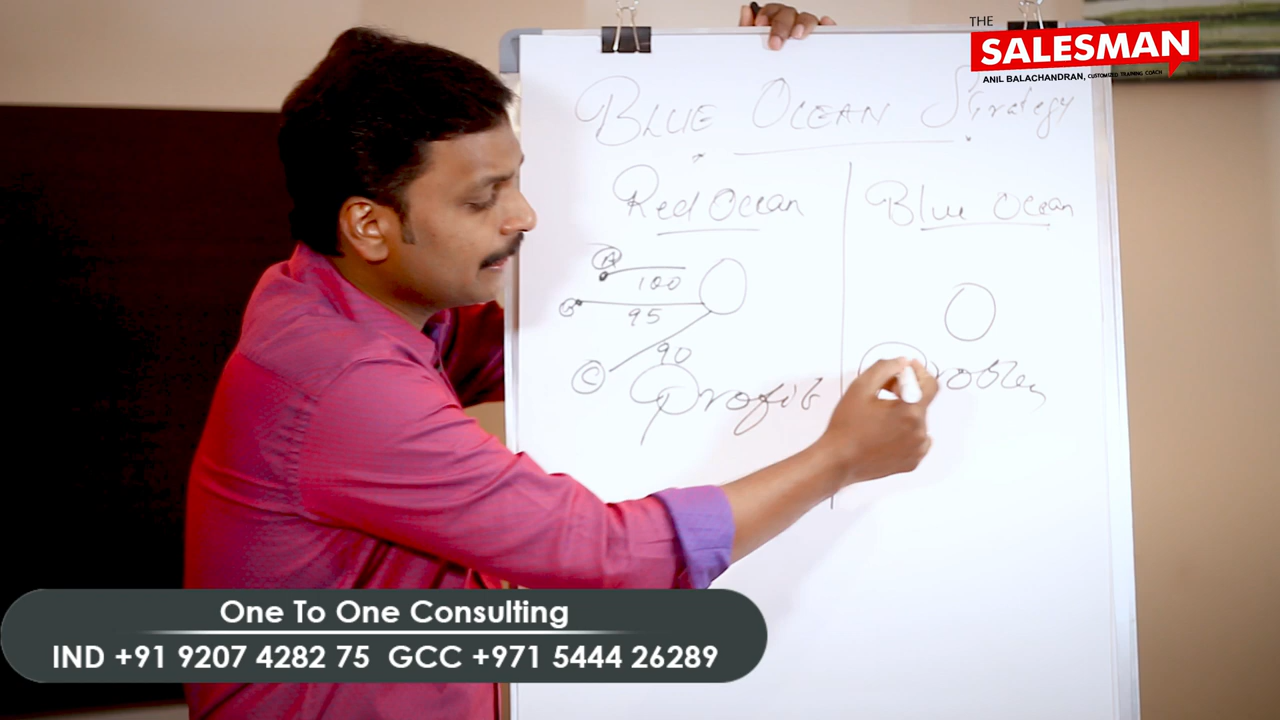 THE
SALESMAN
ANIL BALACHANDRAN, CUSTOMIZED TRAINING COACH
BLUE OCEAN Strategy
Red Ocean
Blue Ocean
A
100
B
95
90
C
Profit
One To One Consulting
IND +91 9207 4282 75 GCC +971 5444 26289